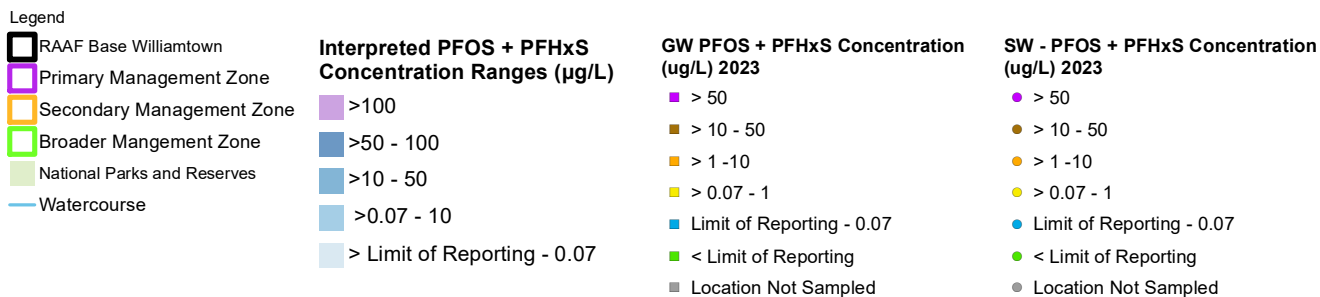 Legend
RAAF Base Williamtown
Primary Management Zone
Secondary Management Zone
Broader Mangement Zone
National Parks and Reserves
Watercourse
Interpreted PFOS + PFHxS
Concentration Ranges (µg/L)
>100
>50 - 100
>10 - 50
>0.07 - 10
> Limit of Reporting - 0.07
GW PFOS + PFHxS Concentration
(ug/L) 2023
> 50
> 10 - 50
> 1 -10
> 0.07 - 1
Limit of Reporting - 0.07
< Limit of Reporting
Location Not Sampled
SW - PFOS + PFHxS Concentration
(ug/L) 2023
> 50
> 10 - 50
> 1 -10
> 0.07 - 1
Limit of Reporting - 0.07
< Limit of Reporting
Location Not Sampled